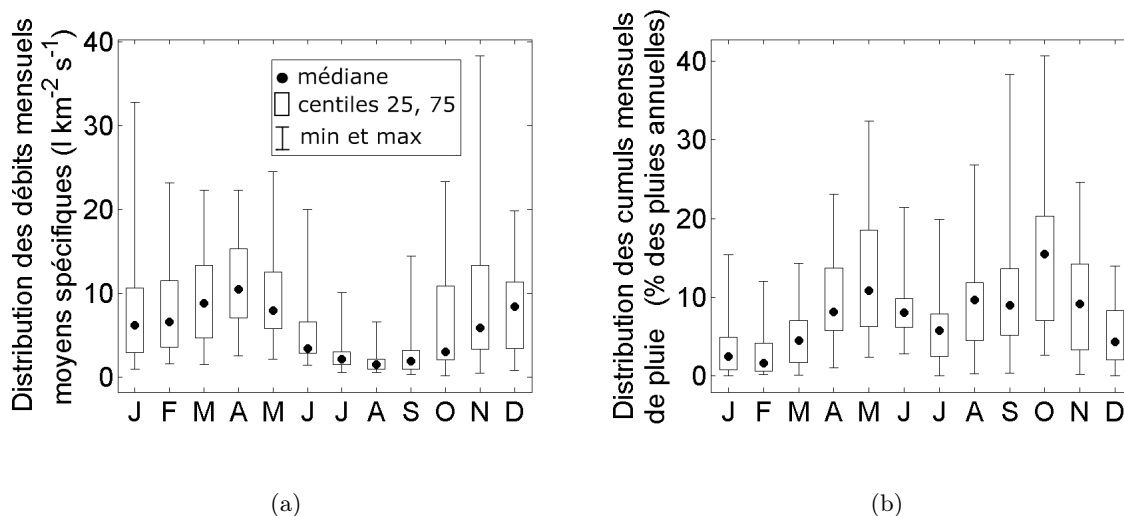 Distribution des débits mensuels
moyens spécifiques (l km-2 s-1)
40
30
20
10
0
médiane
centiles 25, 75
min et max
J F M A M J J A S O N D
(a)
Distribution des cumuls mensuels
de pluie (% des pluies annuelles)
40
30
20
10
0
J F M A M J J A S O N D
(b)